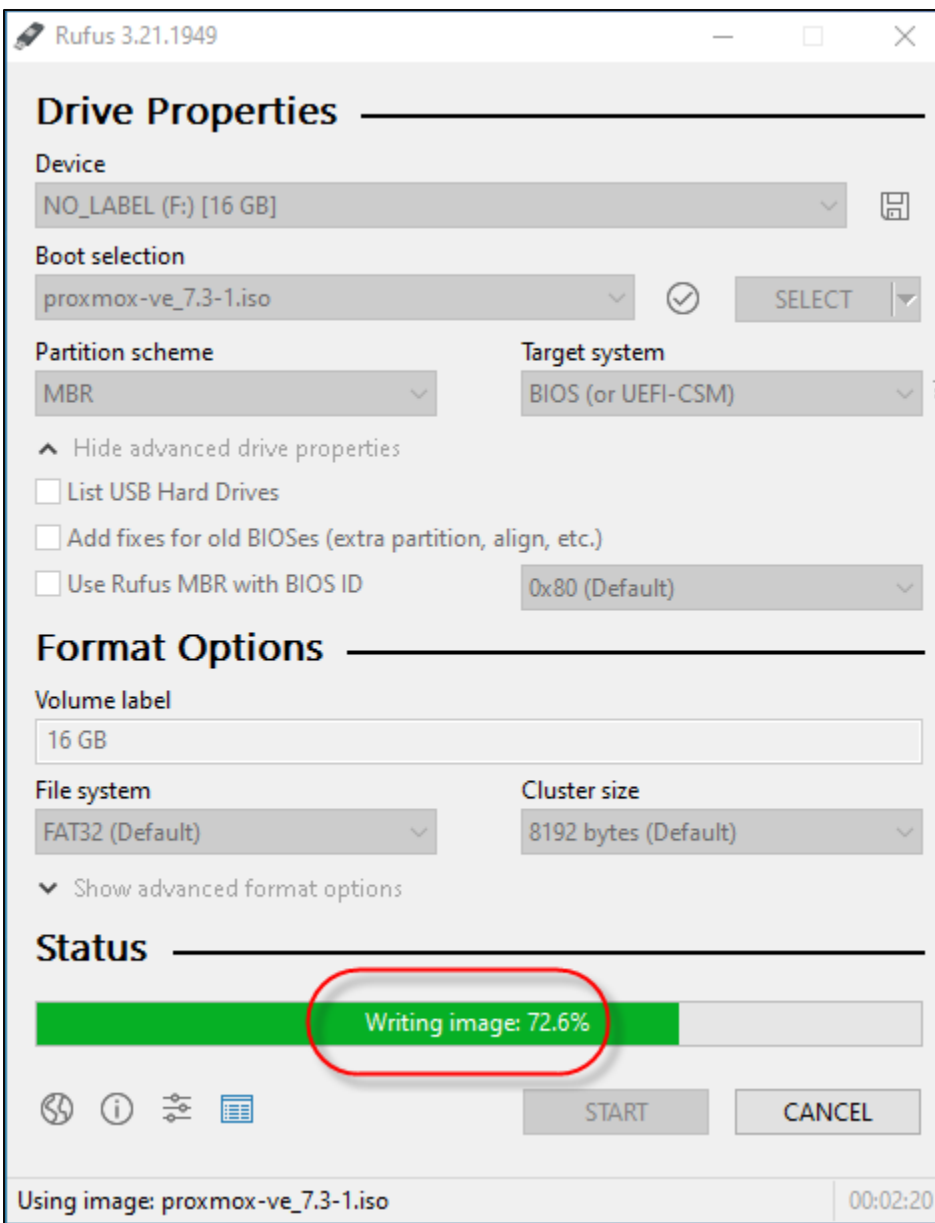 Rufus 3.21.1949
Drive Properties
Device
NO_LABEL (F:) [16 GB]
Boot selection
proxmox-ve_7.3-1.iso
SELECT
Partition scheme
Target system
MBR
BIOS (or UEFI-CSM)
Hide advanced drive properties
List USB Hard Drives
Add fixes for old BIOSes (extra partition, align, etc.)
Use Rufus MBR with BIOS ID
0x80 (Default)
Format Options
Volume label
16 GB
File system
Cluster size
FAT32 (Default)
8192 bytes (Default)
Show advanced format options
Status
Writing image: 72.6%
START
CANCEL
Using image: proxmox-ve_7.3-1.iso
00:02:20